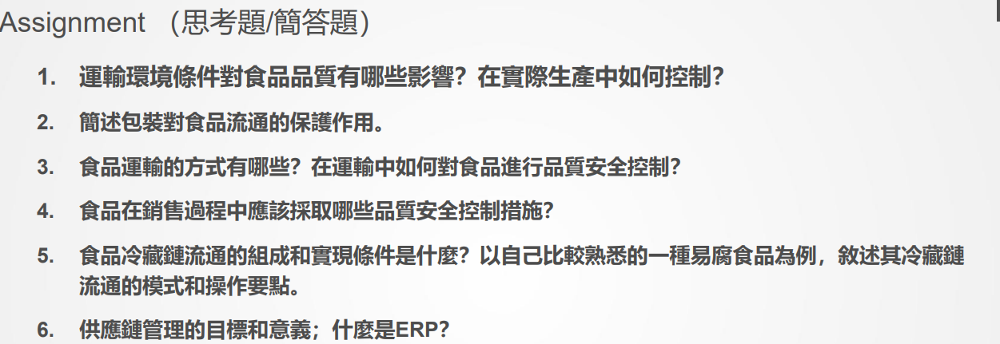 Assignment （思考題/簡答題）
1. 運輸環境條件對食品品質有哪些影響？在實際生產中如何控制？
2. 簡述包裝對食品流通的保護作用。
3. 食品運輸的方式有哪些？在運輸中如何對食品進行品質安全控制？
4. 食品在銷售過程中應該採取哪些品質安全控制措施？
5. 食品冷藏鏈流通的組成和實現條件是什麼？以自己比較熟悉的一種易腐食品為例，敘述其冷藏鏈
流通的模式和操作要點。
6. 供應鏈管理的目標和意義；什麼是ERP？